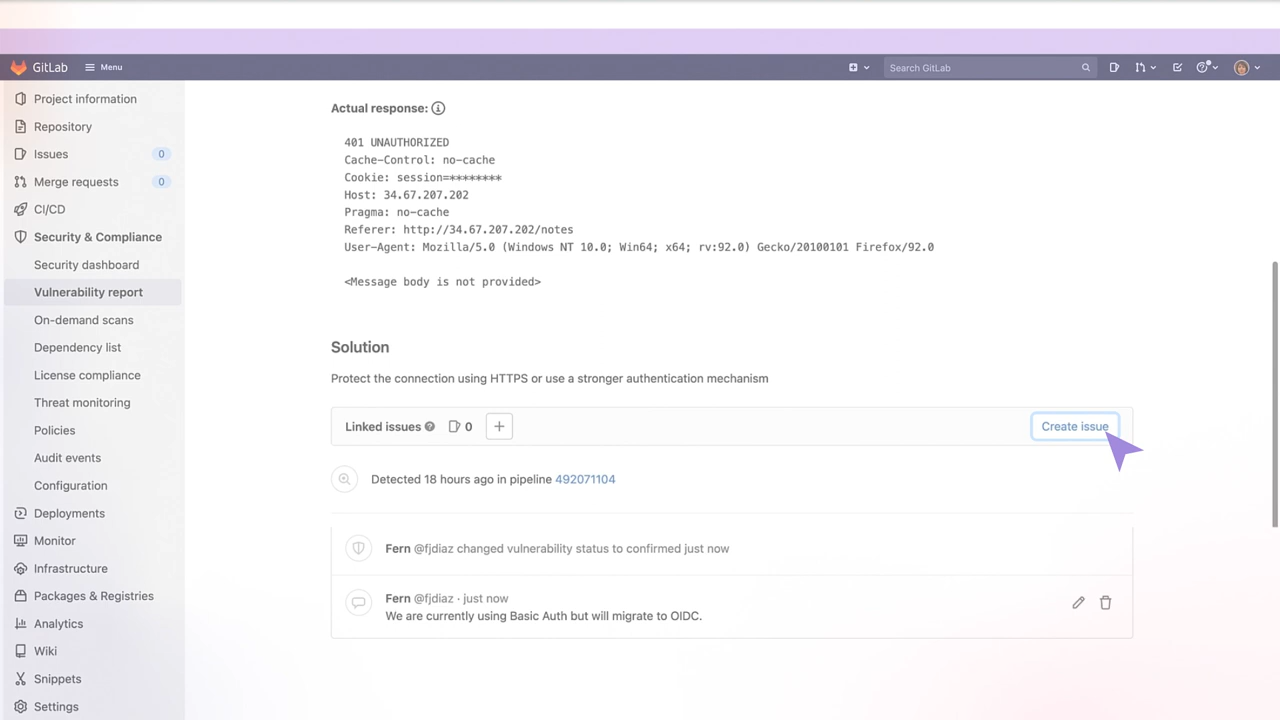 GitLab
Menu
Search GitLab
Project information
Repository
Issues 0
Merge requests 0
CI/CD
Security & Compliance
Security dashboard
Vulnerability report
On-demand scans
Dependency list
License compliance
Threat monitoring
Policies
Audit events
Configuration
Deployments
Monitor
Infrastructure
Packages & Registries
Analytics
Wiki
Snippets
Settings
Actual response:
401 UNAUTHORIZED
Cache-Control: no-cache
Cookie: session=********
Host: 34.67.207.202
Pragma: no-cache
Referer: http://34.67.207.202/notes
User-Agent: Mozilla/5.0 (Windows NT 10.0; Win64; x64; rv:92.0) Gecko/20100101 Firefox/92.0
<Message body is not provided>
Solution
Protect the connection using HTTPS or use a stronger authentication mechanism
Linked issues 0 + Create issue
Detected 18 hours ago in pipeline 492071104
Fern @fjdiaz changed vulnerability status to confirmed just now
Fern @fjdiaz · just now
We are currently using Basic Auth but will migrate to OIDC.